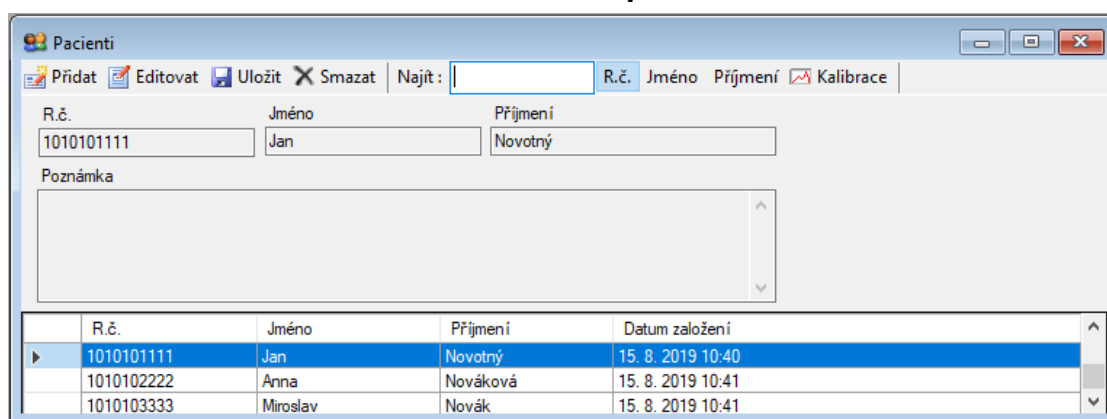 Pacienti
Přidat Editovat Uložit Smazat Najít : R.č. Jméno Příjmení Kalibrace
R.č. Jméno Příjmení
1010101111 Jan Novotný
Poznámka
R.č. Jméno Příjmení Datum založení
1010101111 Jan Novotný 15. 8. 2019 10:40
1010102222 Anna Nováková 15. 8. 2019 10:41
1010103333 Miroslav Novák 15. 8. 2019 10:41